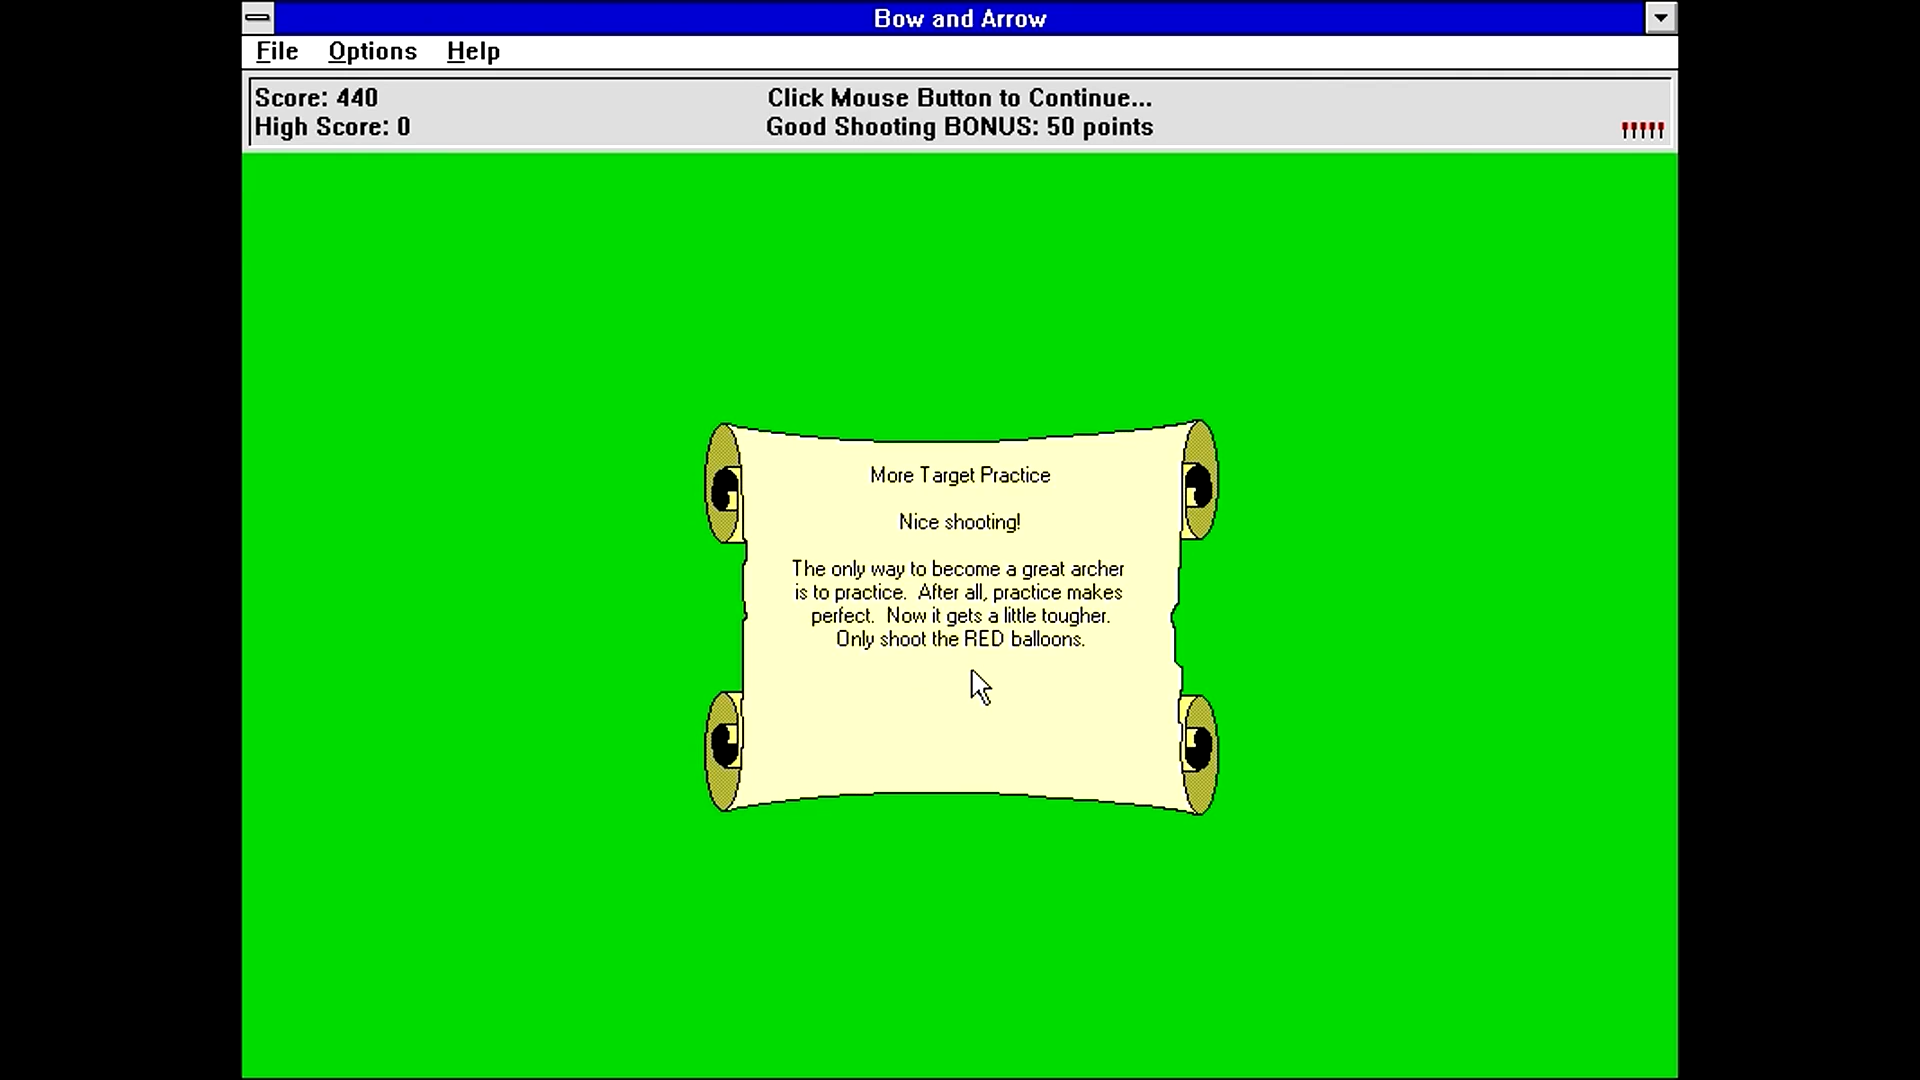 Bow and Arrow
File Options Help
Score: 440
Click Mouse Button to Continue...
High Score: 0
Good Shooting BONUS: 50 points
More Target Practice
Nice shooting!
The only way to become a great archer
is to practice.  After all, practice makes
perfect.  Now it gets a little tougher.
Only shoot the RED balloons.